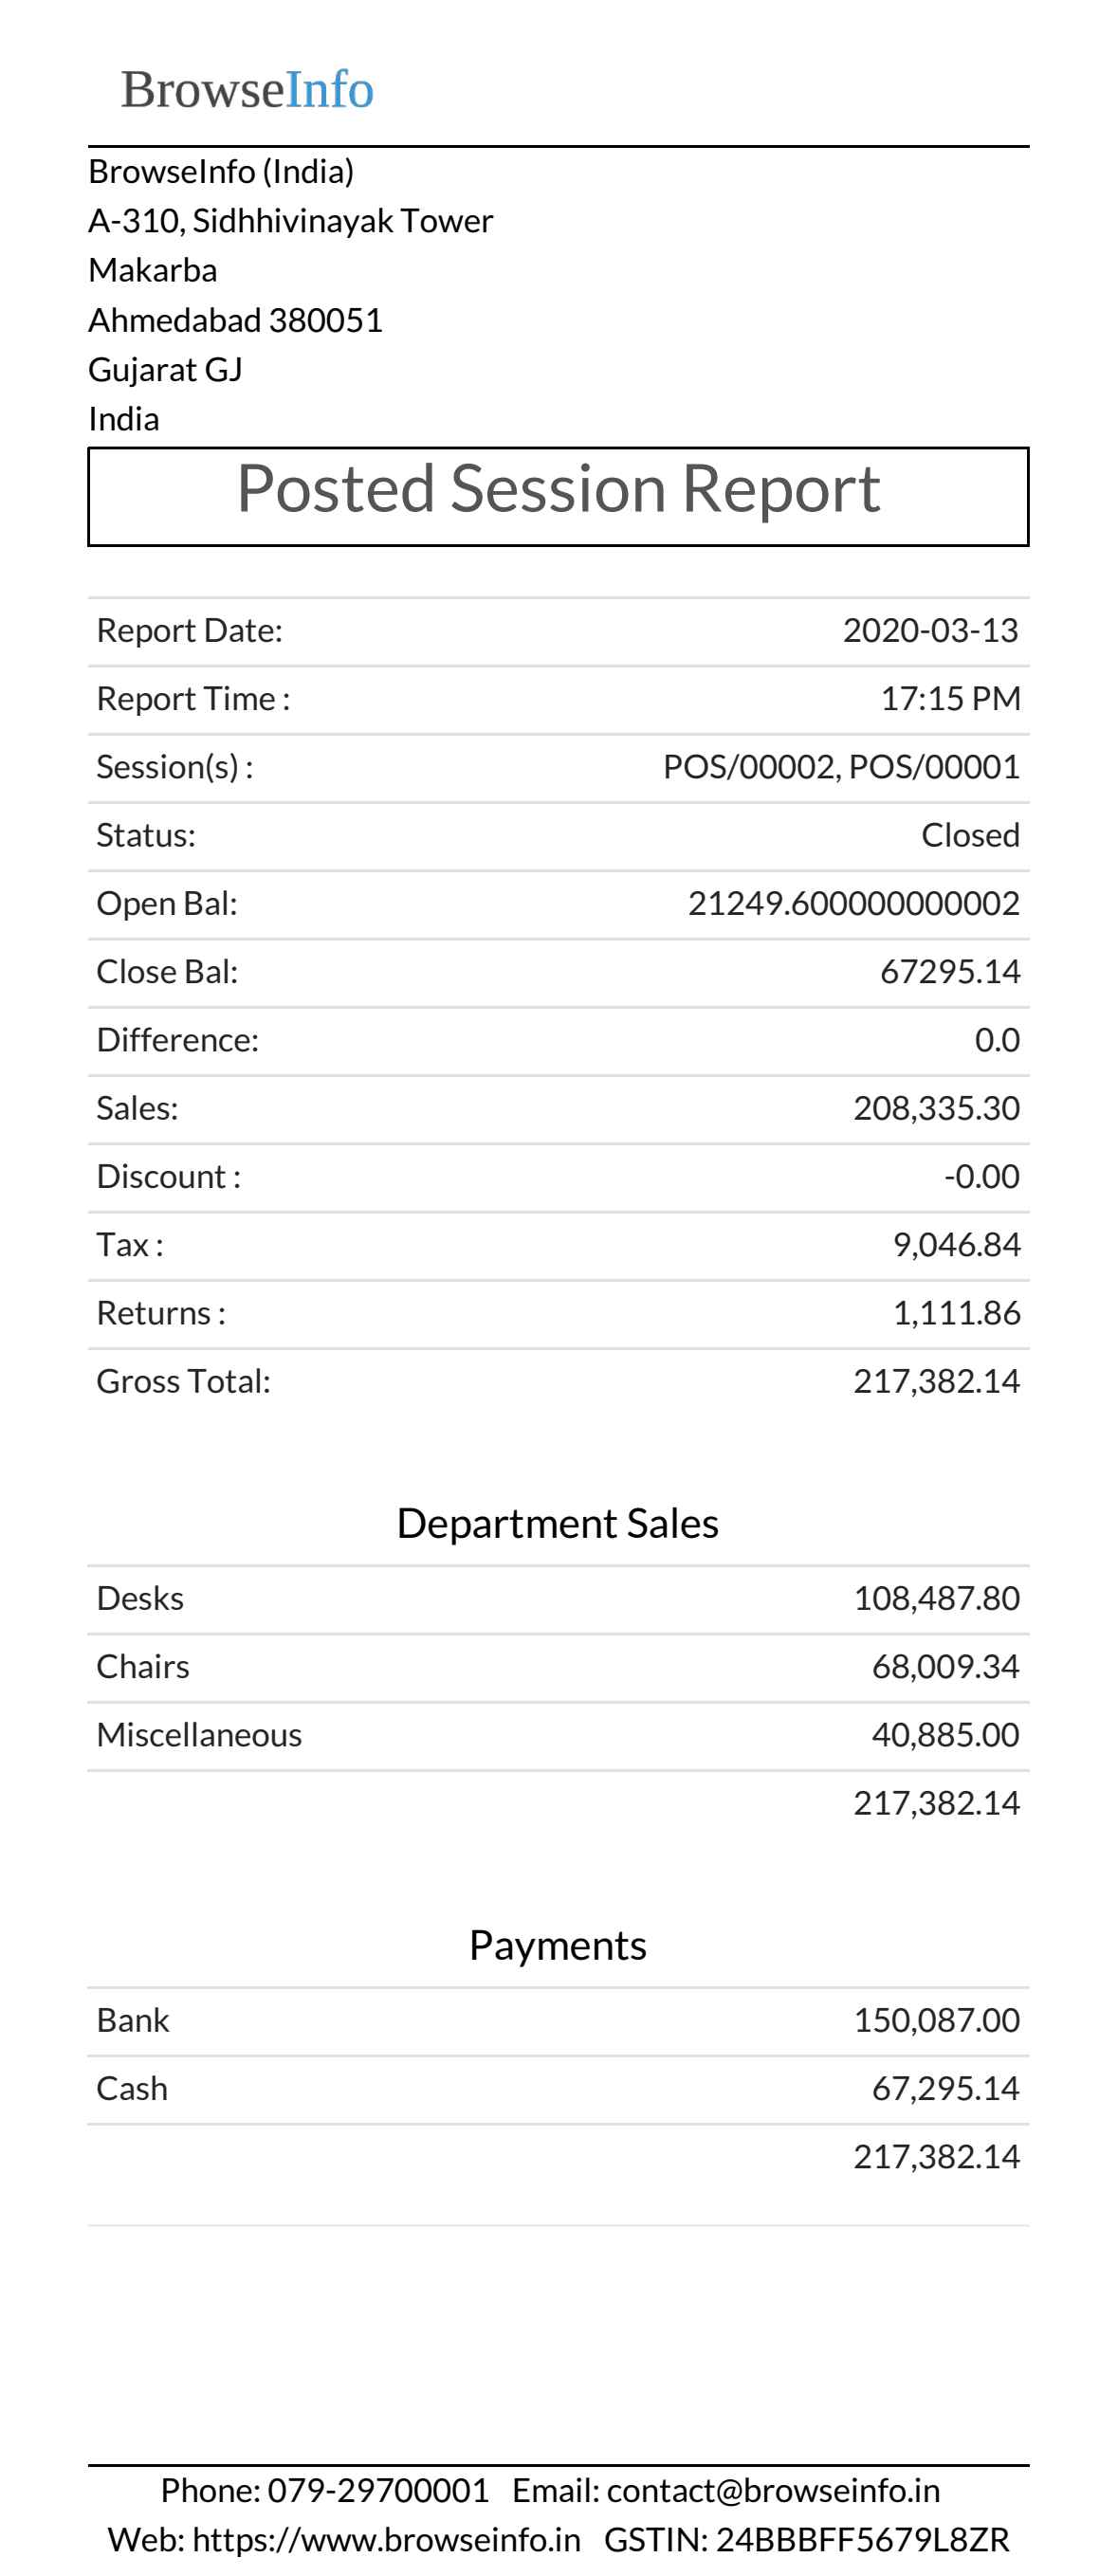 BrowseInfo
BrowseInfo (India)
A-310, Sidhhivinayak Tower
Makarba
Ahmedabad 380051
Gujarat GJ
India
Posted Session Report
Report Date: 2020-03-13
Report Time : 17:15 PM
Session(s) : POS/00002, POS/00001
Status: Closed
Open Bal: 21249.600000000002
Close Bal: 67295.14
Difference: 0.0
Sales: 208,335.30
Discount : -0.00
Tax : 9,046.84
Returns : 1,111.86
Gross Total: 217,382.14
Department Sales
Desks 108,487.80
Chairs 68,009.34
Miscellaneous 40,885.00
217,382.14
Payments
Bank 150,087.00
Cash 67,295.14
217,382.14
Phone: 079-29700001 Email: contact@browseinfo.in
Web: https://www.browseinfo.in GSTIN: 24BBBFF5679L8ZR